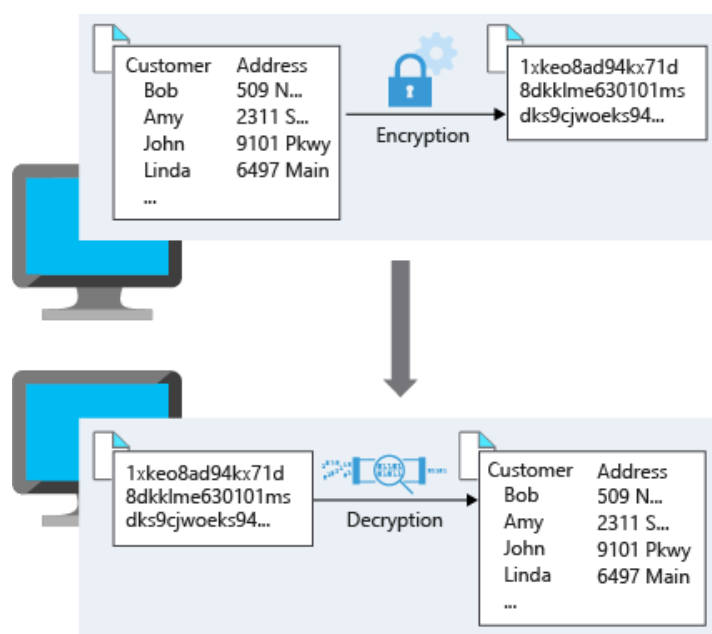 Customer Address
Bob 509 N...
Amy 2311 S...
John 9101 Pkwy
Linda 6497 Main
...
Encryption
1xkeo8ad94kx71d
8dkklme630101ms
dks9cjwoeks94...
1xkeo8ad94kx71d
8dkklme630101ms
dks9cjwoeks94...
Decryption
Customer Address
Bob 509 N...
Amy 2311 S...
John 9101 Pkwy
Linda 6497 Main
...